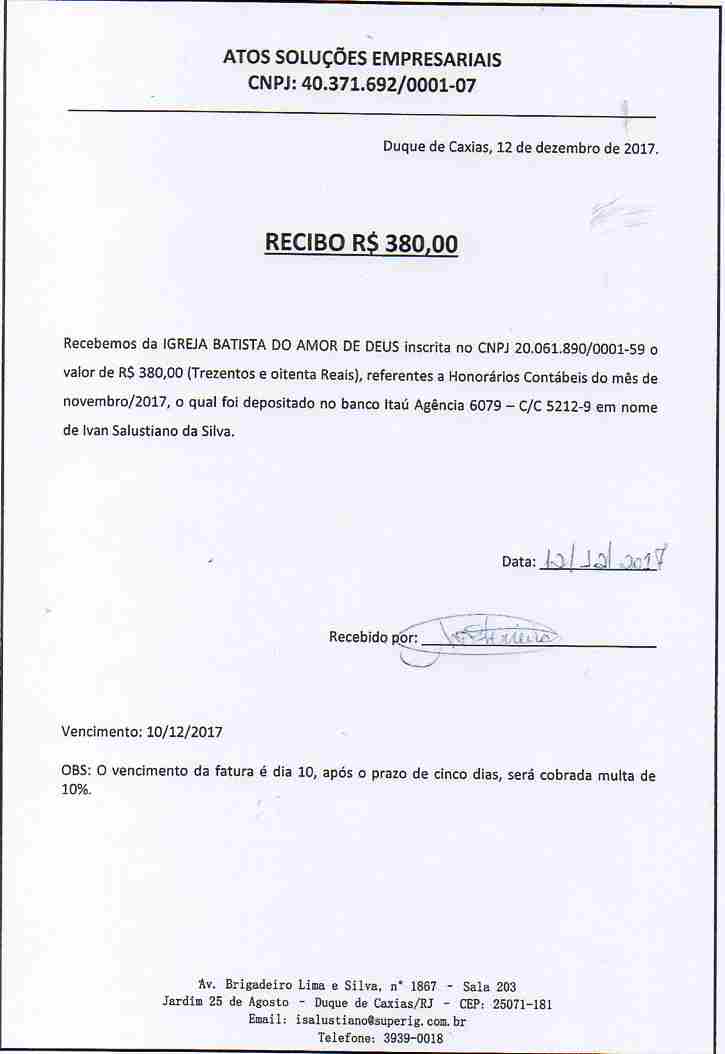 ATOS SOLUÇÕES EMPRESARIAIS
CNPJ: 40.371.692/0001-07
Duque de Caxias, 12 de dezembro de 2017.
RECIBO R$ 380,00
Recebemos da IGREJA BATISTA DO AMOR DE DEUS inscrita no CNPJ 20.061.890/0001-59 o
valor de R$ 380,00 (Trezentos e oitenta Reais), referentes a Honorários Contábeis do mês de
novembro/2017, o qual foi depositado no banco Itaú Agência 6079 – C/C 5212-9 em nome
de Ivan Salustiano da Silva.
Data: 12/12/2017
Recebido por:
Vencimento: 10/12/2017
OBS: O vencimento da fatura é dia 10, após o prazo de cinco dias, será cobrada multa de
10%.
Av. Brigadeiro Lima e Silva, n° 1867 - Sala 203
Jardim 25 de Agosto - Duque de Caxias/RJ - CEP: 25071-181
Email: isalustiano@superig.com.br
Telefone: 3939-0018